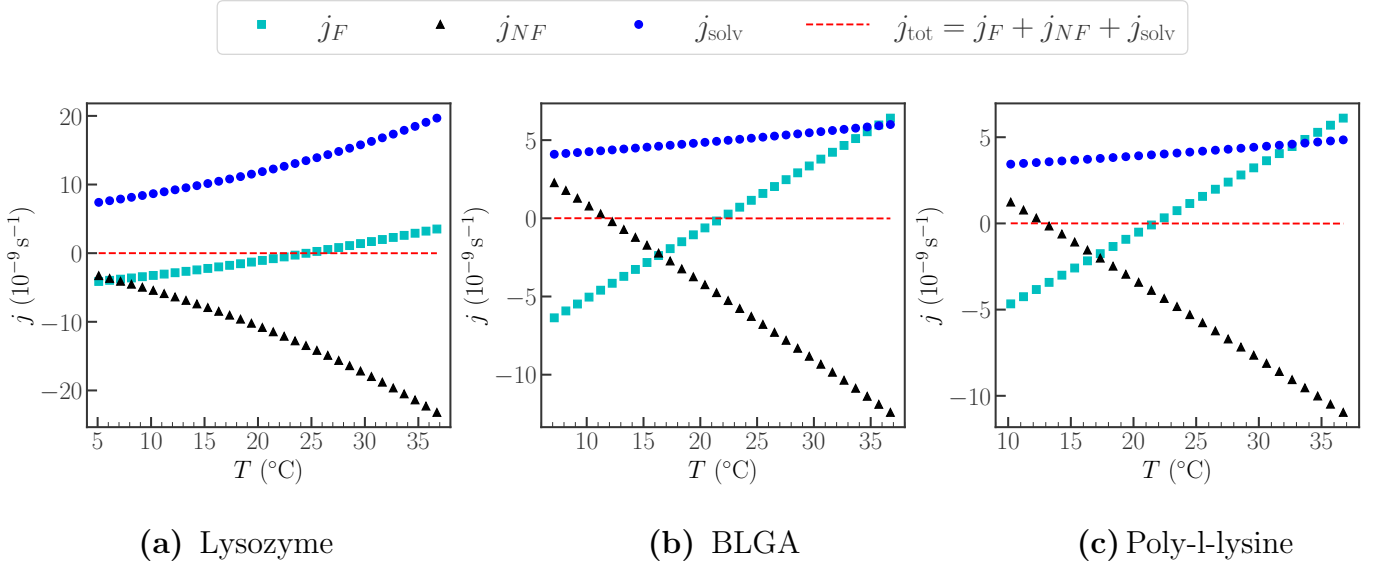 j_F j_NF j_solv j_tot = j_F + j_NF + j_solv
20
10
0
−10
−20
j (10⁻⁹ s⁻¹)
5 10 15 20 25 30 35
T (°C)
(a) Lysozyme
5
0
−5
−10
j (10⁻⁹ s⁻¹)
10 15 20 25 30 35
T (°C)
(b) BLGA
5
0
−5
−10
j (10⁻⁹ s⁻¹)
10 15 20 25 30 35
T (°C)
(c) Poly-l-lysine